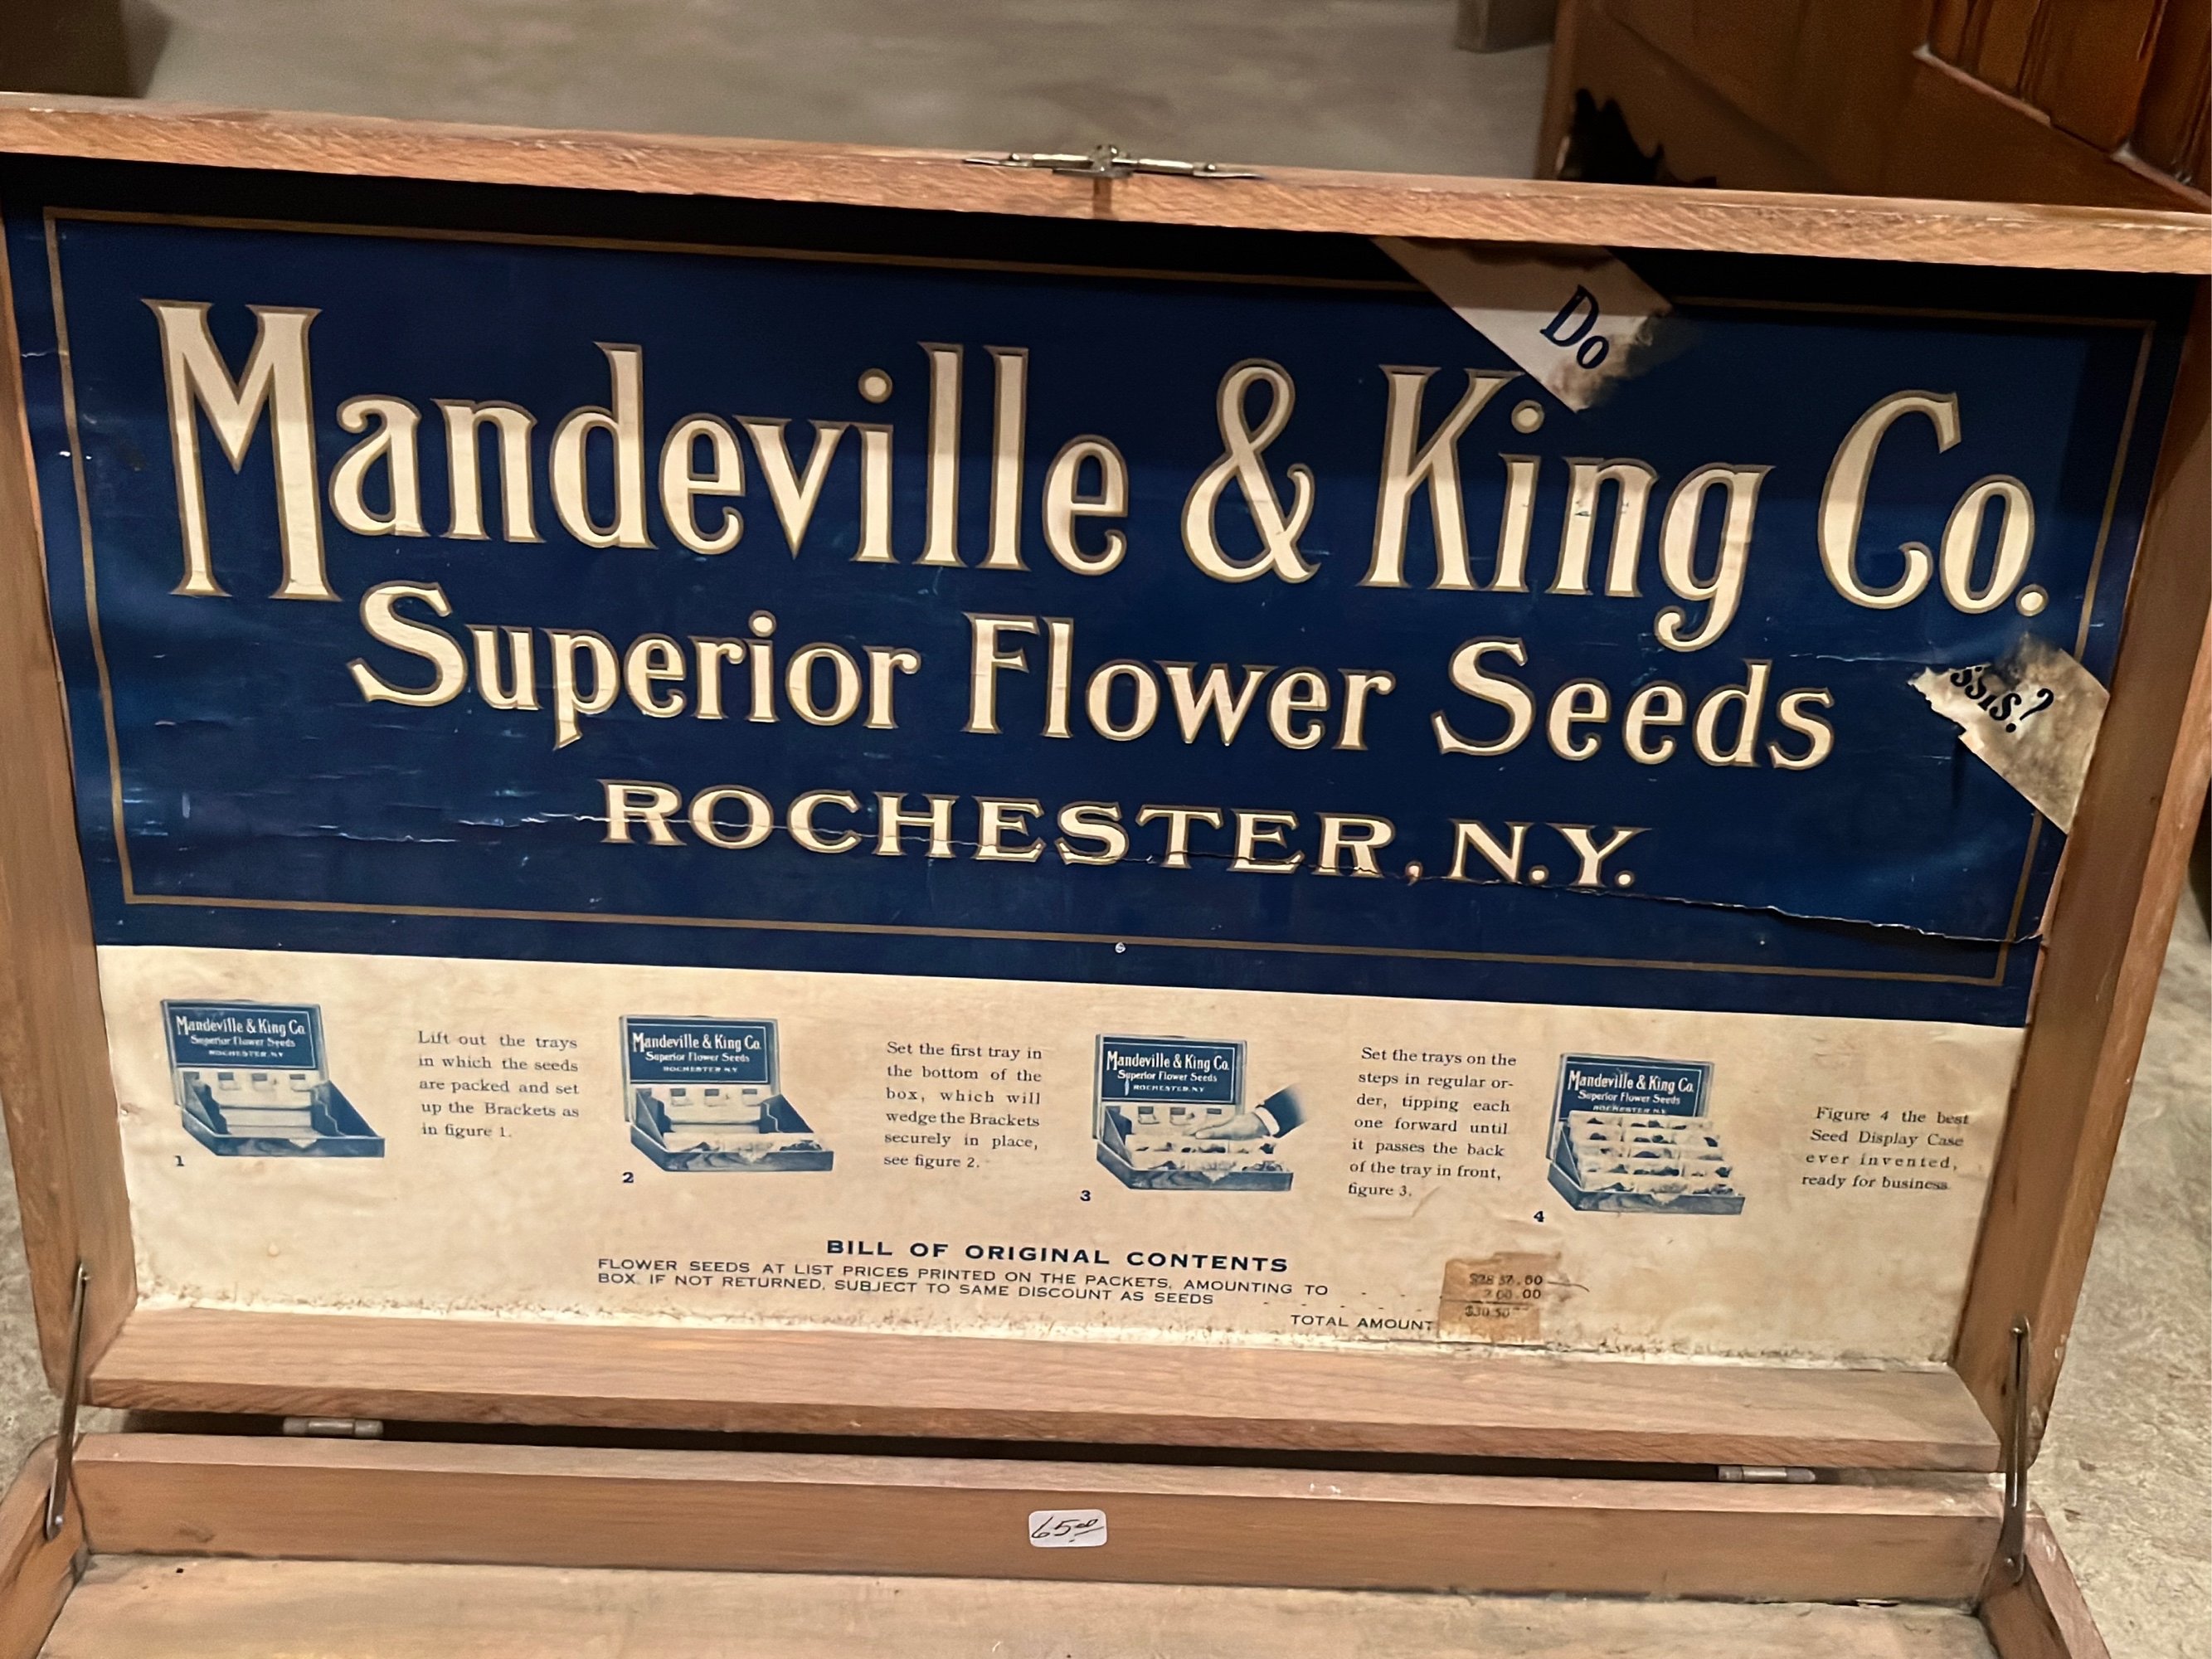 Do
Mandeville & King Co.
Superior Flower Seeds
ssis?
ROCHESTER, N.Y.
Mandeville & King Co.
Superior Flower Seeds
ROCHESTER, N.Y.
1
Lift out the trays
in which the seeds
are packed and set
up the Brackets as
in figure 1.
Mandeville & King Co.
Superior Flower Seeds
ROCHESTER N.Y.
2
Set the first tray in
the bottom of the
box, which will
wedge the Brackets
securely in place,
see figure 2.
Mandeville & King Co.
Superior Flower Seeds
ROCHESTER N.Y.
3
Set the trays on the
steps in regular or-
der, tipping each
one forward until
it passes the back
of the tray in front,
figure 3.
Mandeville & King Co.
Superior Flower Seeds
ROCHESTER N.Y.
4
Figure 4 the best
Seed Display Case
ever invented,
ready for business
BILL OF ORIGINAL CONTENTS
FLOWER SEEDS AT LIST PRICES PRINTED ON THE PACKETS, AMOUNTING TO
BOX, IF NOT RETURNED, SUBJECT TO SAME DISCOUNT AS SEEDS
TOTAL AMOUNT
$30.50
65.00